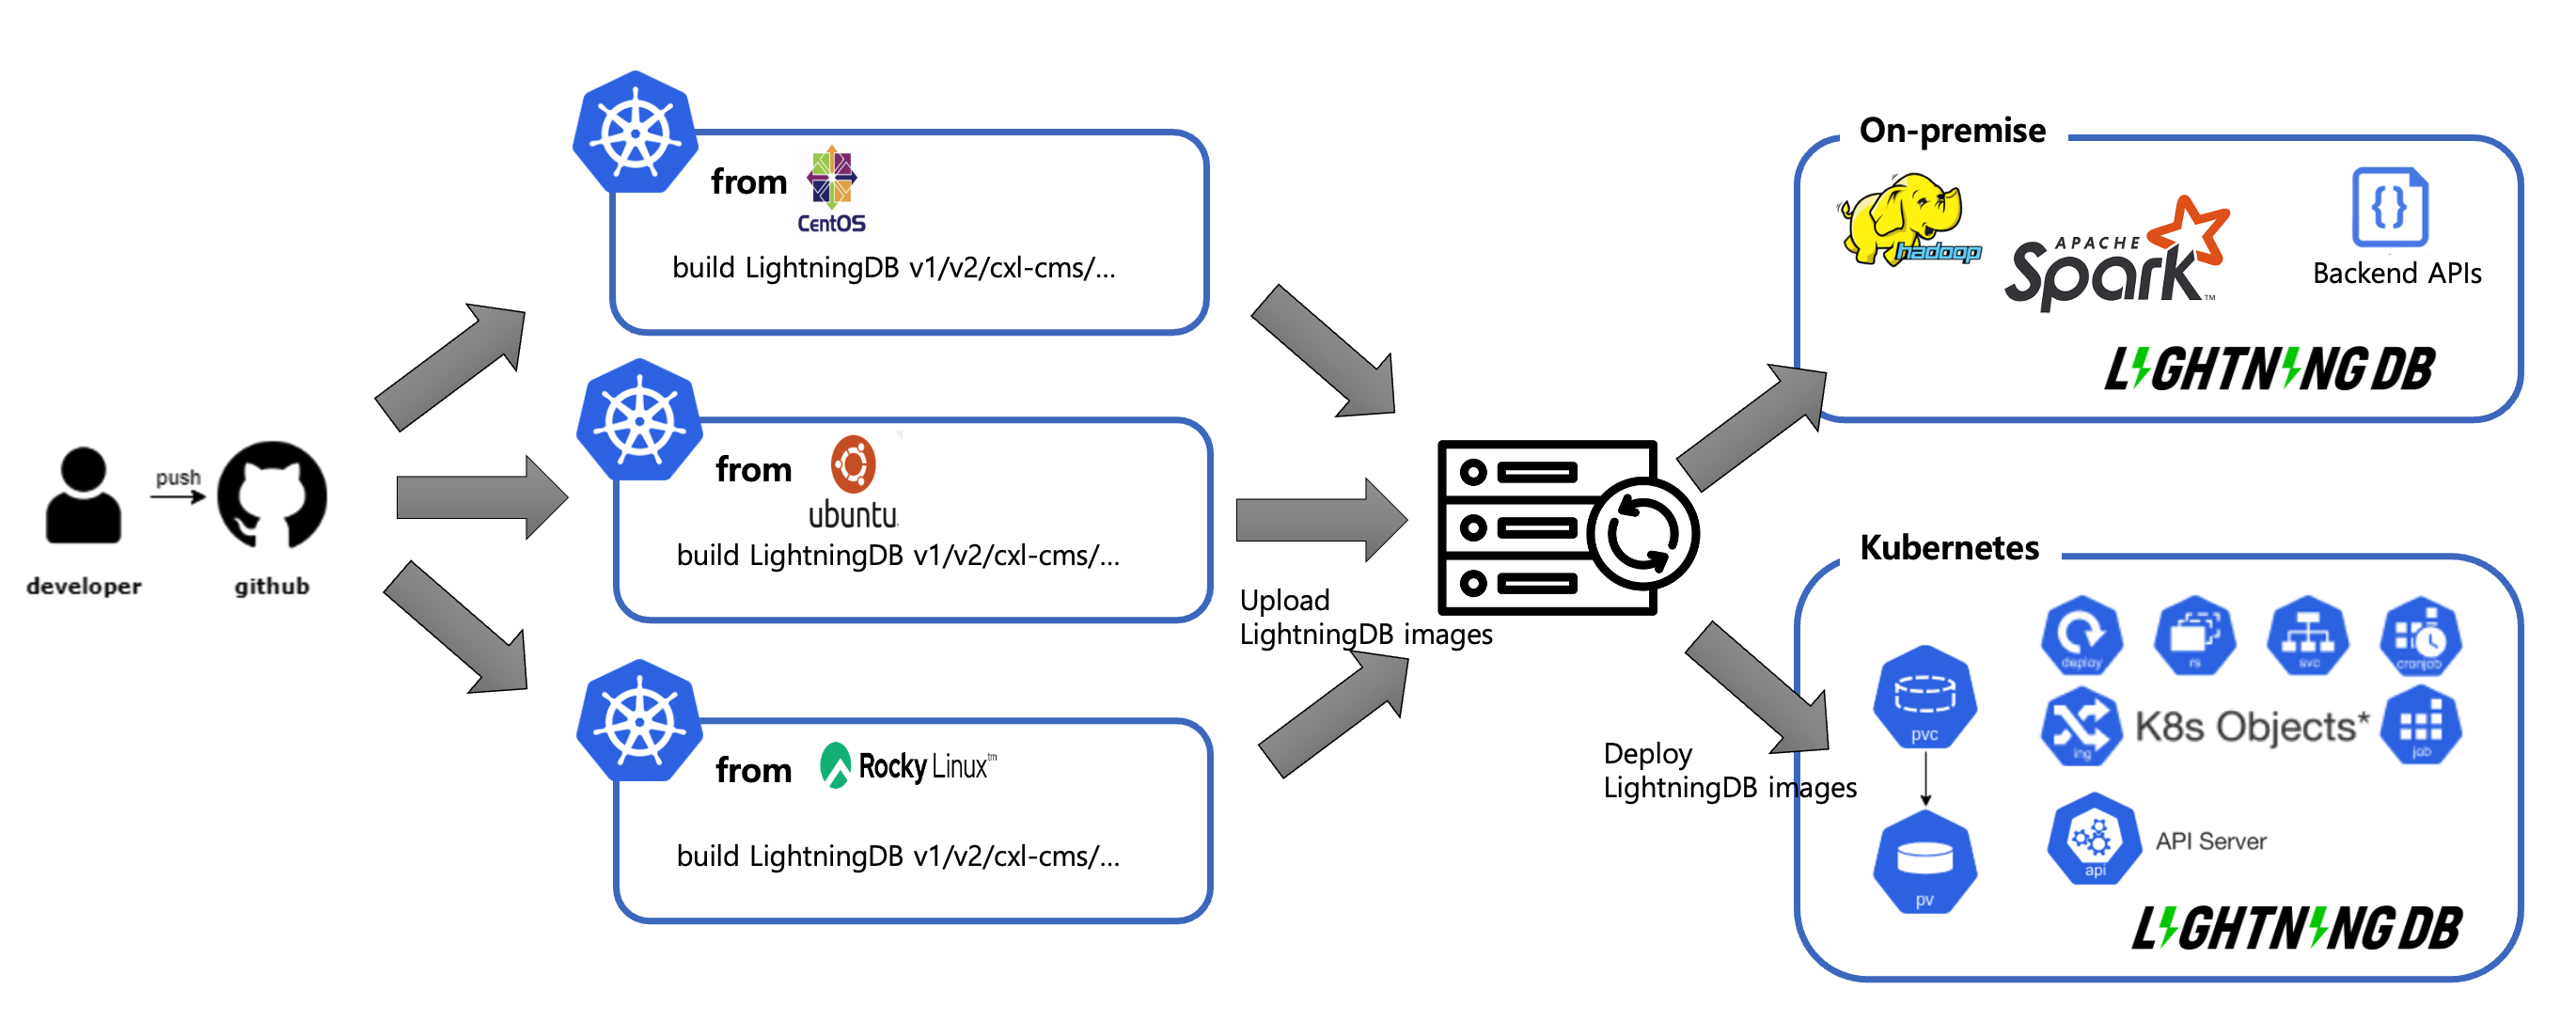 developer
push
github
from
CentOS
build LightningDB v1/v2/cxl-cms/...
from
ubuntu
build LightningDB v1/v2/cxl-cms/...
from
Rocky Linux™
build LightningDB v1/v2/cxl-cms/...
Upload
LightningDB images
Deploy
LightningDB images
On-premise
hadoop
APACHE
Spark™
Backend APIs
LIGHTNING DB
Kubernetes
deploy
rs
svc
cronjob
ing
K8s Objects*
job
pvc
pv
api
API Server
LIGHTNING DB